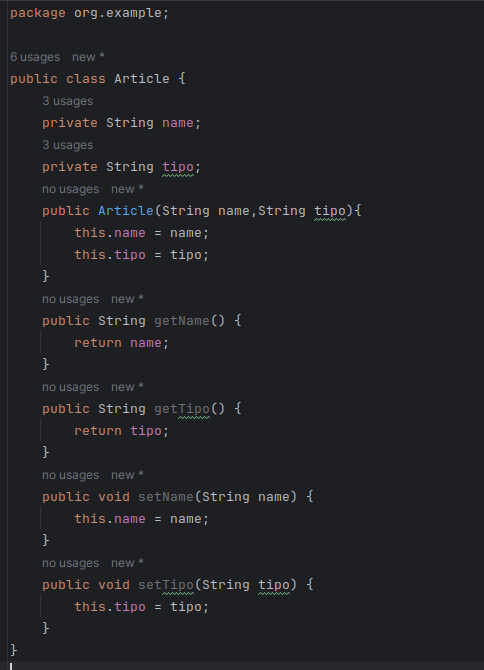 package org.example;
6 usages new *
public class Article {
3 usages
private String name;
3 usages
private String tipo;
no usages new *
public Article(String name,String tipo){
this.name = name;
this.tipo = tipo;
}
no usages new *
public String getName() {
return name;
}
no usages new *
public String getTipo() {
return tipo;
}
no usages new *
public void setName(String name) {
this.name = name;
}
no usages new *
public void setTipo(String tipo) {
this.tipo = tipo;
}
}